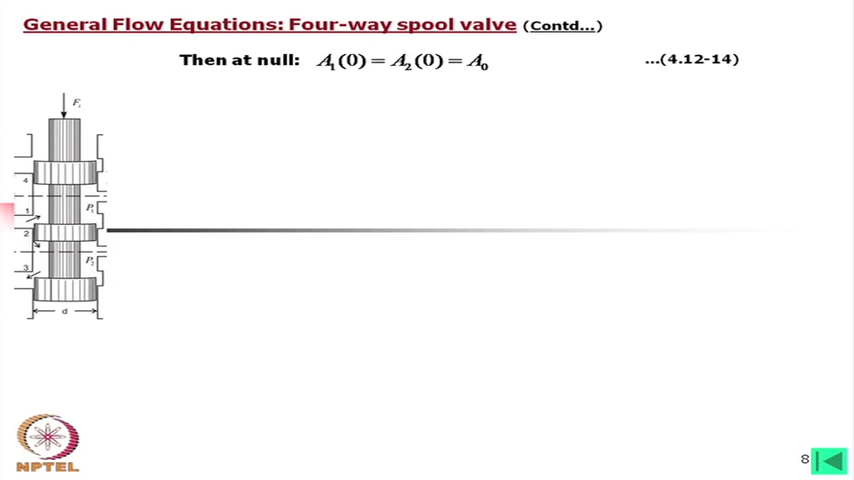 General Flow Equations: Four-way spool valve (Contd...)
Then at null: A₁(0) = A₂(0) = A₀ ...(4.12-14)
Fᵢ
4
1
P₁
2
P₂
3
d
NPTEL
8